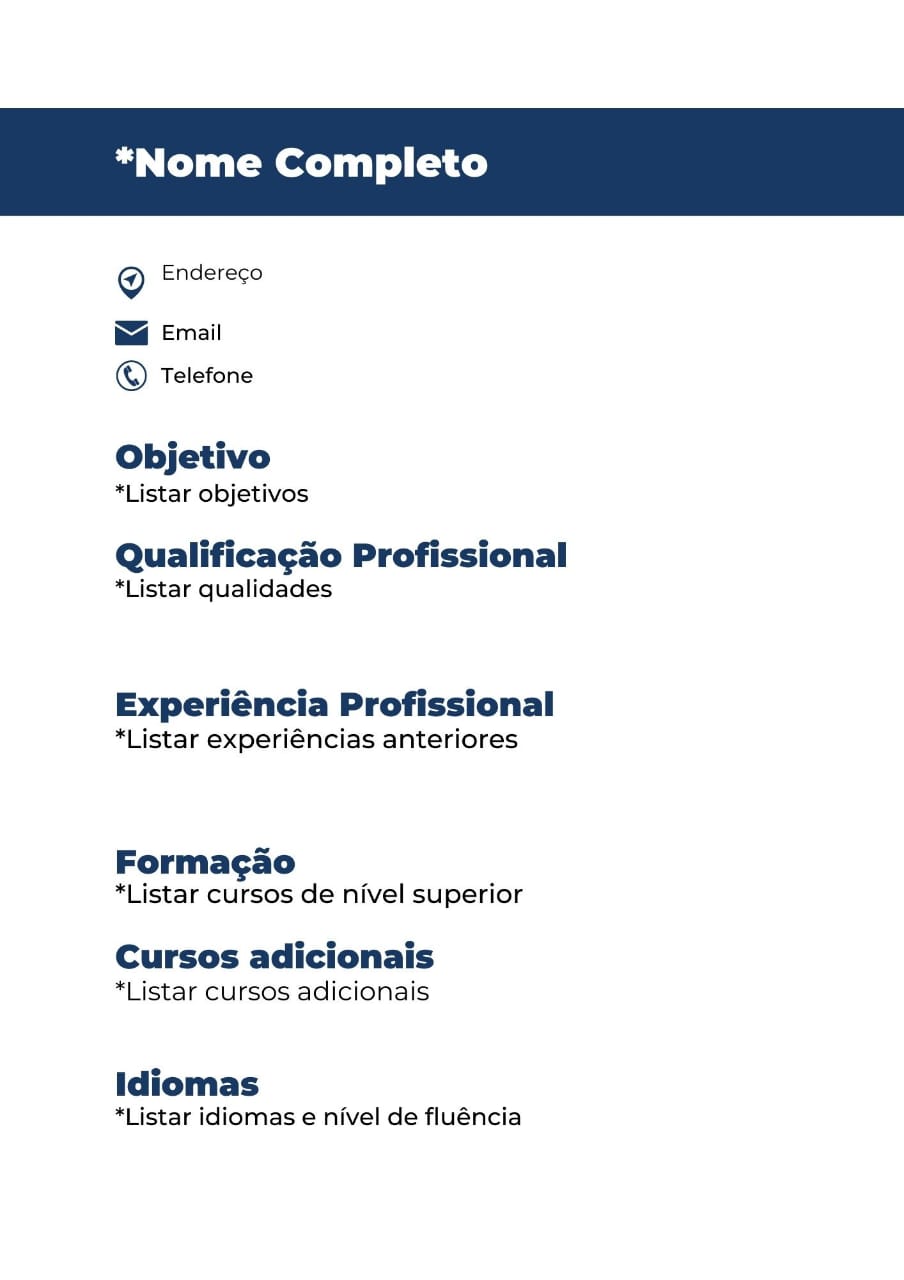 *Nome Completo
Endereço
Email
Telefone
Objetivo
*Listar objetivos
Qualificação Profissional
*Listar qualidades
Experiência Profissional
*Listar experiências anteriores
Formação
*Listar cursos de nível superior
Cursos adicionais
*Listar cursos adicionais
Idiomas
*Listar idiomas e nível de fluência